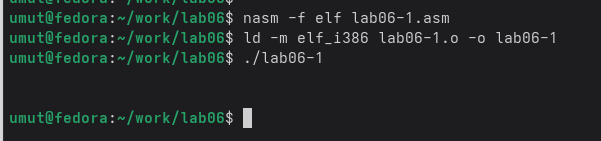 umut@fedora:~/work/lab06$ nasm -f elf lab06-1.asm
umut@fedora:~/work/lab06$ ld -m elf_i386 lab06-1.o -o lab06-1
umut@fedora:~/work/lab06$ ./lab06-1
umut@fedora:~/work/lab06$